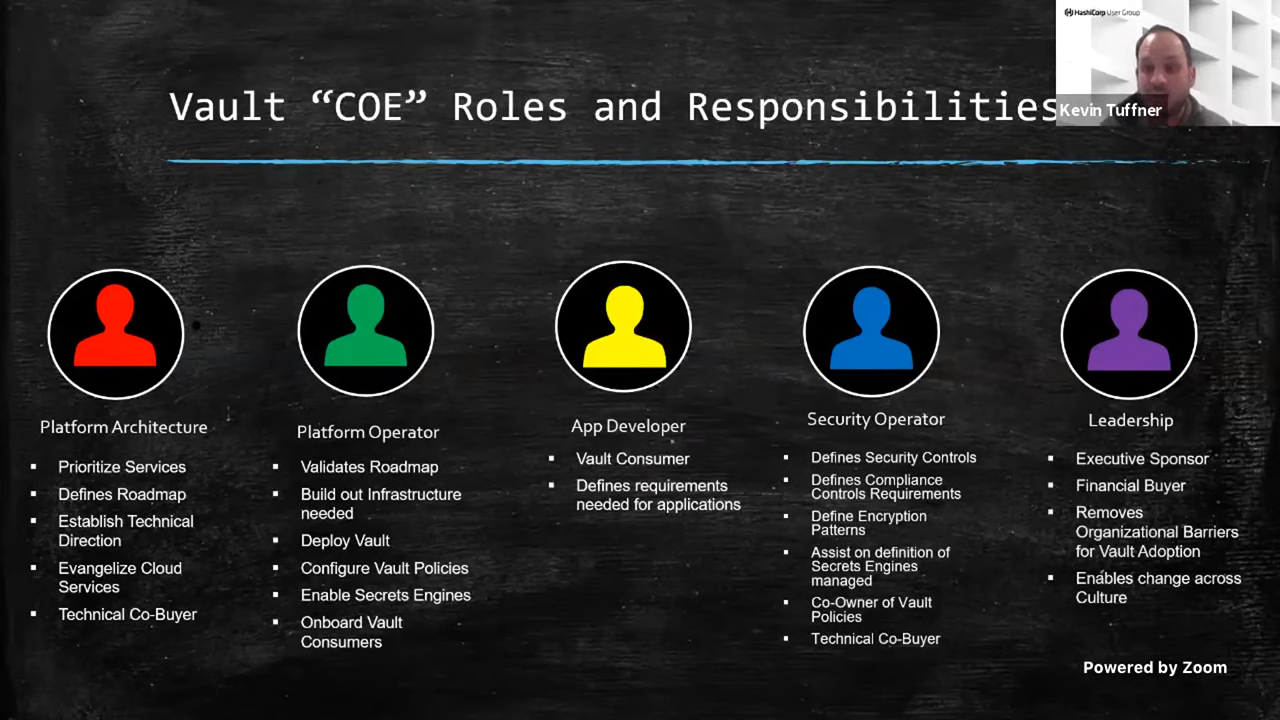 HashiCorp User Group
Vault “COE” Roles and Responsibilities
Kevin Tuffner
Platform Architecture
Prioritize Services
Defines Roadmap
Establish Technical
Direction
Evangelize Cloud
Services
Technical Co-Buyer
Platform Operator
Validates Roadmap
Build out Infrastructure
needed
Deploy Vault
Configure Vault Policies
Enable Secrets Engines
Onboard Vault
Consumers
App Developer
Vault Consumer
Defines requirements
needed for applications
Security Operator
Defines Security Controls
Defines Compliance
Controls Requirements
Define Encryption
Patterns
Assist on definition of
Secrets Engines
managed
Co-Owner of Vault
Policies
Technical Co-Buyer
Leadership
Executive Sponsor
Financial Buyer
Removes
Organizational Barriers
for Vault Adoption
Enables change across
Culture
Powered by Zoom